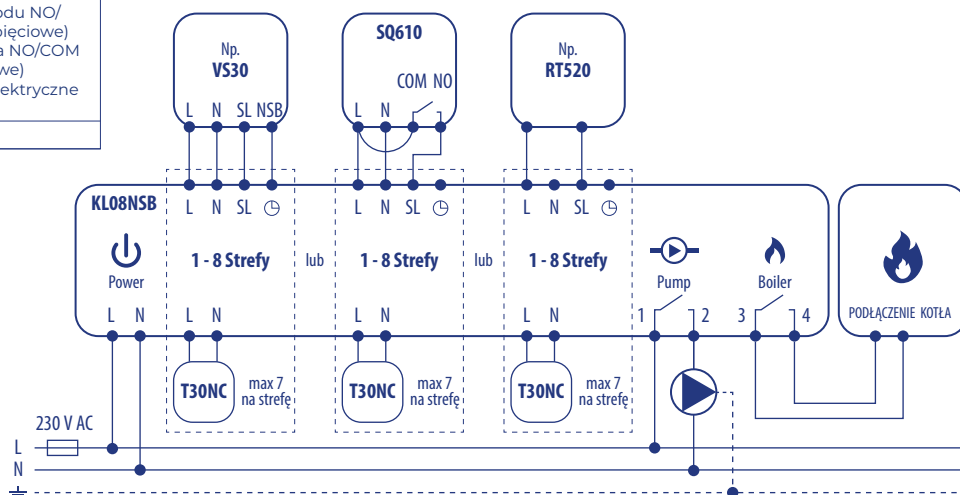 odu NO/
pięciowe)
a NO/COM
we)
ektryczne
Np.
VS30
L N SL NSB
SQ610
COM NO
L N
Np.
RT520
KL08NSB
Power
L N
L N SL
1 - 8 Strefy
L N
lub
L N SL
1 - 8 Strefy
L N
lub
L N SL
1 - 8 Strefy
L N
Pump
1 2
Boiler
3 4
PODŁĄCZENIE KOTŁA
T30NC
max 7
na strefę
T30NC
max 7
na strefę
T30NC
max 7
na strefę
230 V AC
L
N